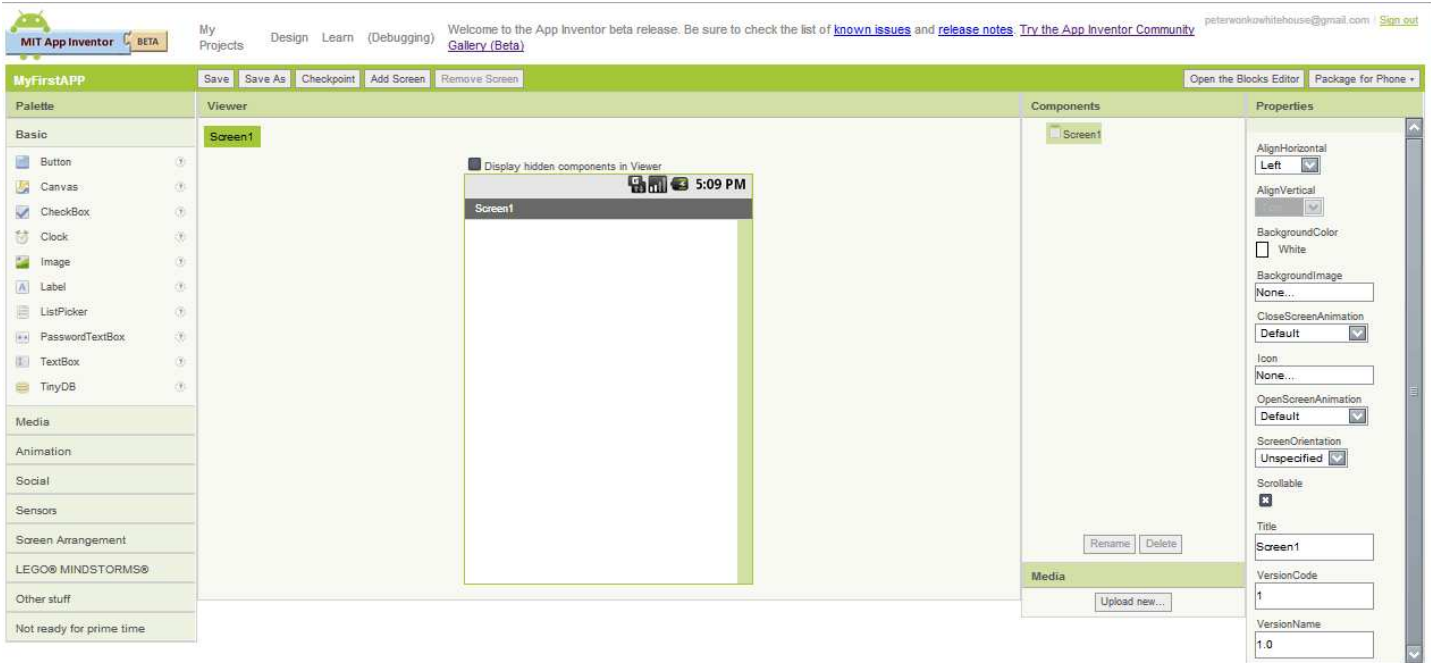 MIT App Inventor BETA
My Projects Design Learn (Debugging)
Welcome to the App Inventor beta release. Be sure to check the list of known issues and release notes. Try the App Inventor Community
Gallery (Beta)
peterwonkowhitehouse@gmail.com | Sign out
MyFirstAPP
Save Save As Checkpoint Add Screen Remove Screen
Open the Blocks Editor Package for Phone
Palette
Basic
Button
Canvas
CheckBox
Clock
Image
Label
ListPicker
PasswordTextBox
TextBox
TinyDB
Media
Animation
Social
Sensors
Screen Arrangement
LEGO® MINDSTORMS®
Other stuff
Not ready for prime time
Viewer
Screen1
Display hidden components in Viewer
5:09 PM
Screen1
Components
Screen1
Rename Delete
Media
Upload new...
Properties
AlignHorizontal
Left
AlignVertical
BackgroundColor
White
BackgroundImage
None...
CloseScreenAnimation
Default
Icon
None...
OpenScreenAnimation
Default
ScreenOrientation
Unspecified
Scrollable
Title
Screen1
VersionCode
1
VersionName
1.0